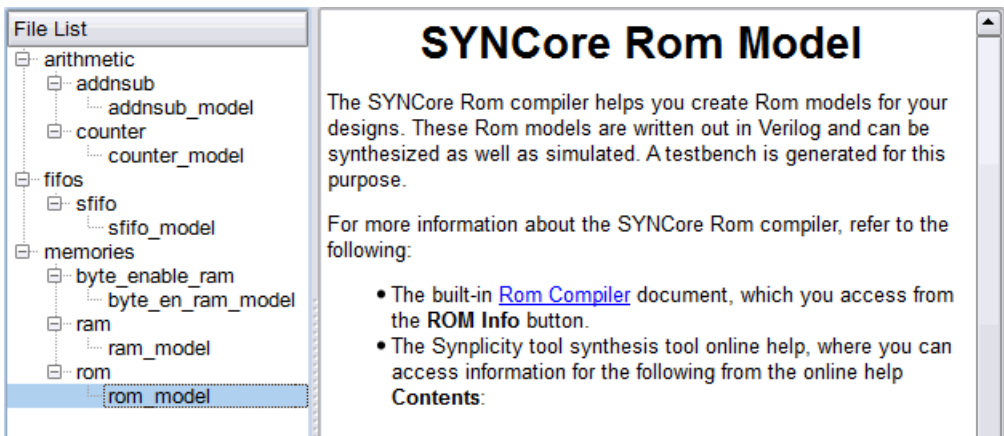 File List
arithmetic
addnsub
addnsub_model
counter
counter_model
fifos
sfifo
sfifo_model
memories
byte_enable_ram
byte_en_ram_model
ram
ram_model
rom
rom_model
SYNCore Rom Model
The SYNCore Rom compiler helps you create Rom models for your
designs. These Rom models are written out in Verilog and can be
synthesized as well as simulated. A testbench is generated for this
purpose.
For more information about the SYNCore Rom compiler, refer to the
following:
• The built-in Rom Compiler document, which you access from
the ROM Info button.
• The Synplicity tool synthesis tool online help, where you can
access information for the following from the online help
Contents: